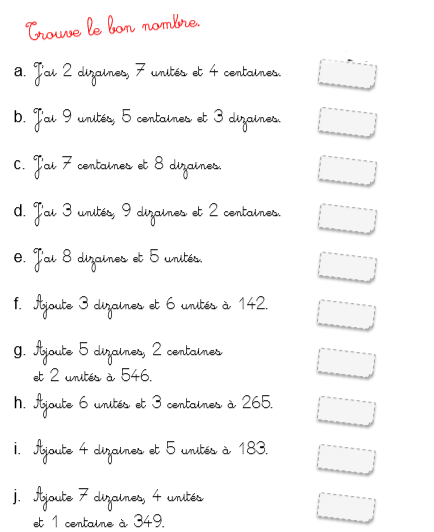 Trouve le bon nombre.
a. J'ai 2 dizaines, 7 unités et 4 centaines.
b. J'ai 9 unités, 5 centaines et 3 dizaines.
c. J'ai 7 centaines et 8 dizaines.
d. J'ai 3 unités, 9 dizaines et 2 centaines.
e. J'ai 8 dizaines et 5 unités.
f. Ajoute 3 dizaines et 6 unités à 142.
g. Ajoute 5 dizaines, 2 centaines
et 2 unités à 546.
h. Ajoute 6 unités et 3 centaines à 265.
i. Ajoute 4 dizaines et 5 unités à 183.
j. Ajoute 7 dizaines, 4 unités
et 1 centaine à 349.